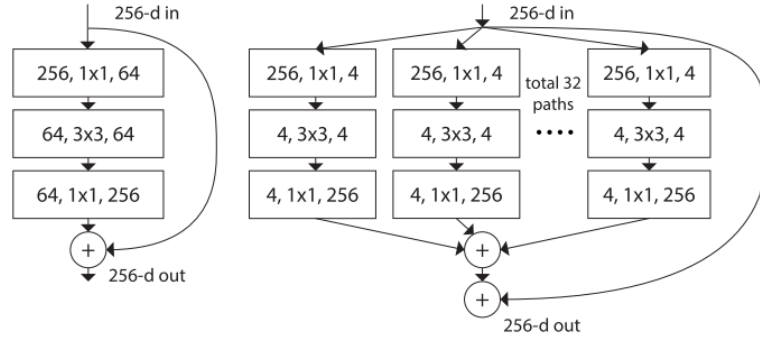 256-d in
256, 1x1, 64
64, 3x3, 64
64, 1x1, 256
+
256-d out
256-d in
256, 1x1, 4
256, 1x1, 4
total 32
paths
256, 1x1, 4
4, 3x3, 4
4, 3x3, 4
....
4, 3x3, 4
4, 1x1, 256
4, 1x1, 256
4, 1x1, 256
+
+
256-d out